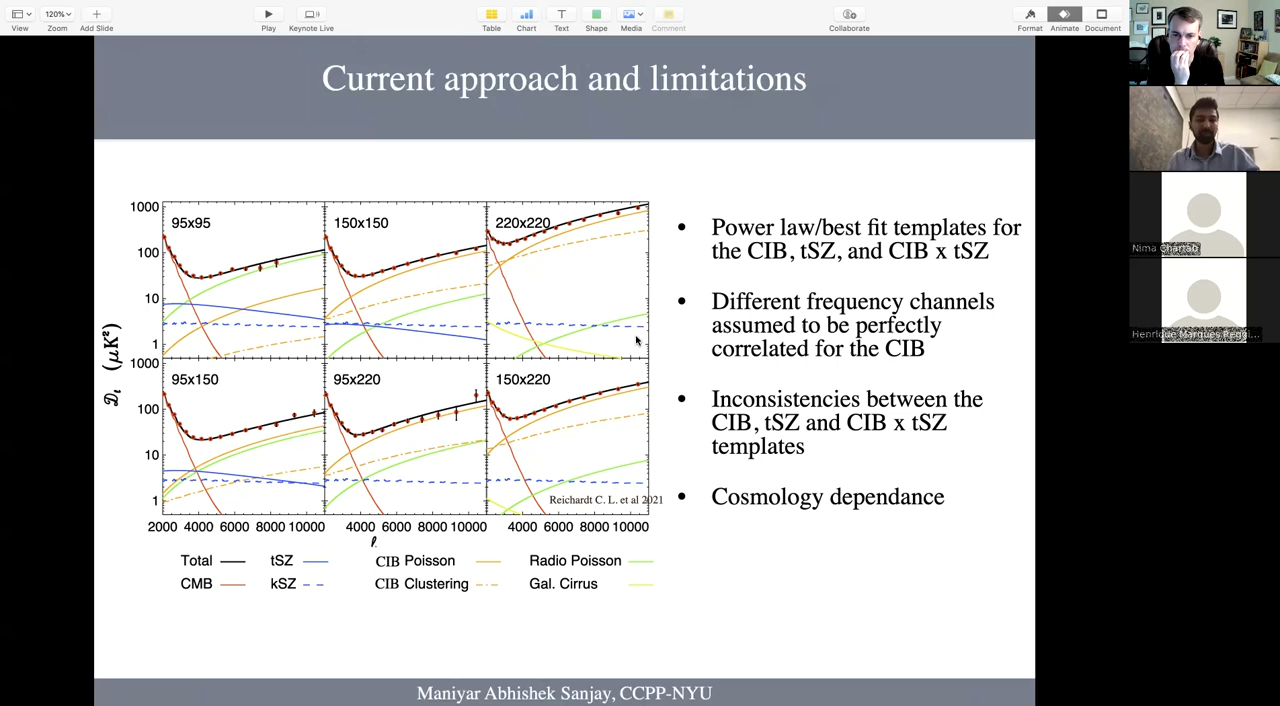 120%
View
Zoom
Add Slide
Play
Keynote Live
Table
Chart
Text
Shape
Media
Comment
Collaborate
Format
Animate
Document
Current approach and limitations
1000
100
10
1
95x95
150x150
220x220
1000
100
10
1
95x150
95x220
150x220
𝒟ℓ (μK²)
Reichardt C. L. et al 2021
2000 4000 6000 8000 10000
4000 6000 8000 10000
4000 6000 8000 10000
ℓ
Total
tSZ
CIB Poisson
Radio Poisson
CMB
kSZ
CIB Clustering
Gal. Cirrus
• Power law/best fit templates for
the CIB, tSZ, and CIB x tSZ
• Different frequency channels
assumed to be perfectly
correlated for the CIB
• Inconsistencies between the
CIB, tSZ and CIB x tSZ
templates
• Cosmology dependance
Maniyar Abhishek Sanjay, CCPP-NYU
Nima Chartab
Henrique Marques